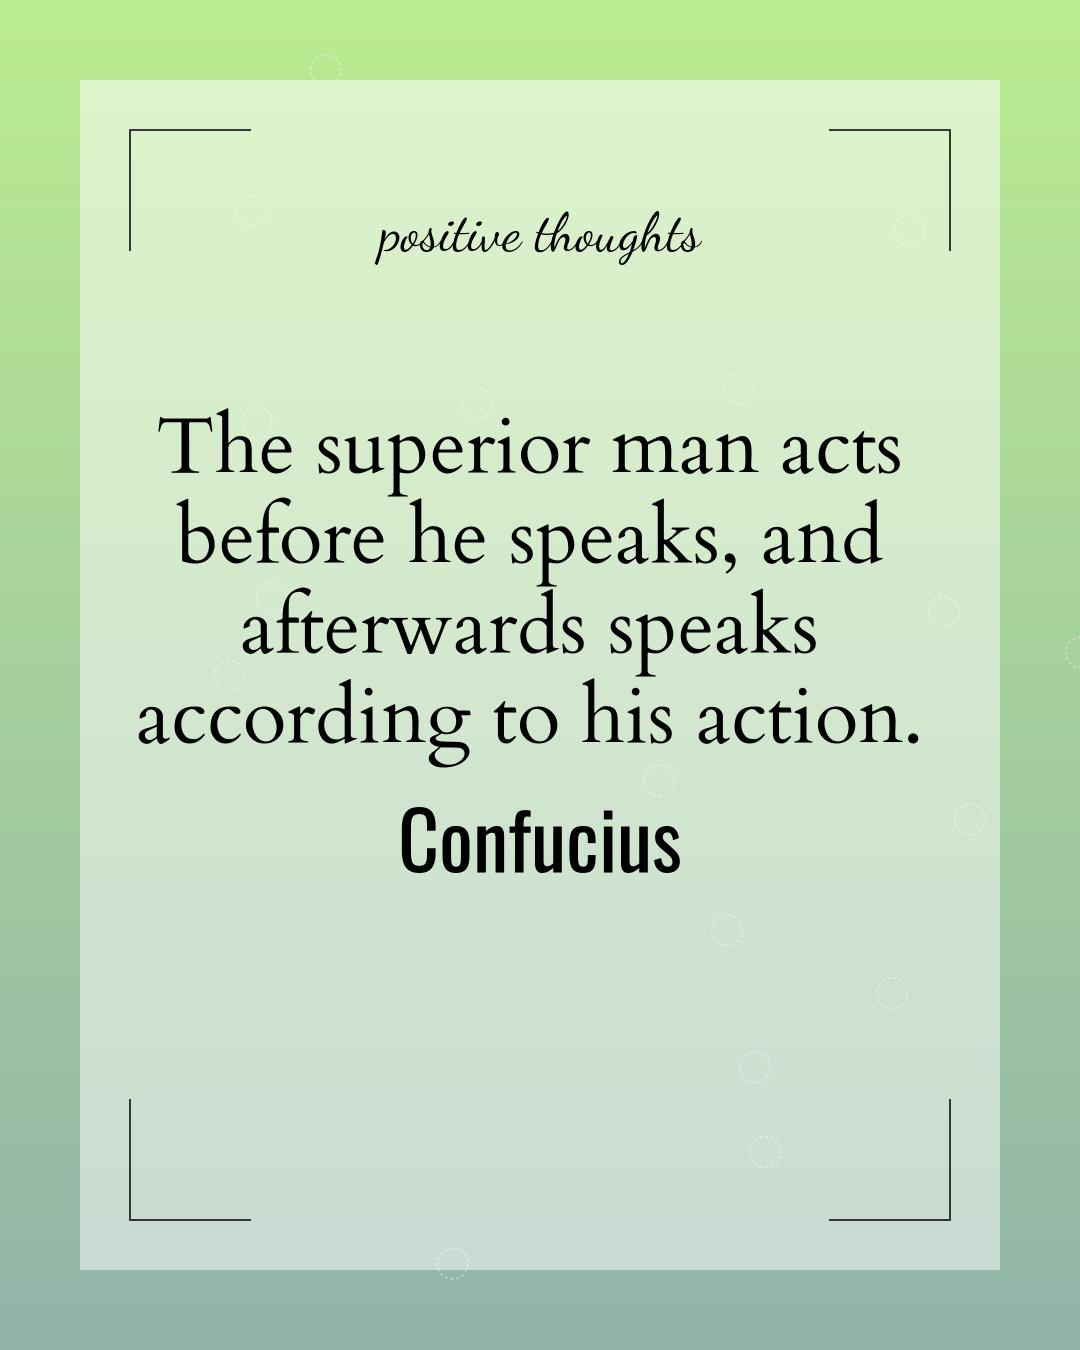 positive thoughts
The superior man acts
before he speaks, and
afterwards speaks
according to his action.
Confucius